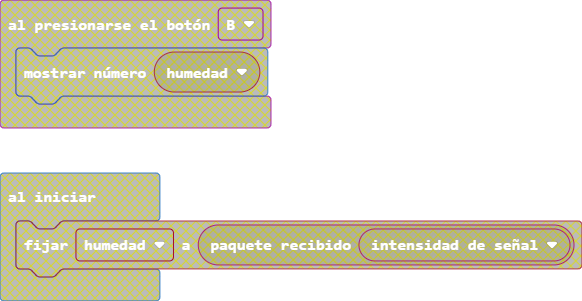 al presionarse el botón B
mostrar número humedad
al iniciar
fijar humedad a paquete recibido intensidad de señal